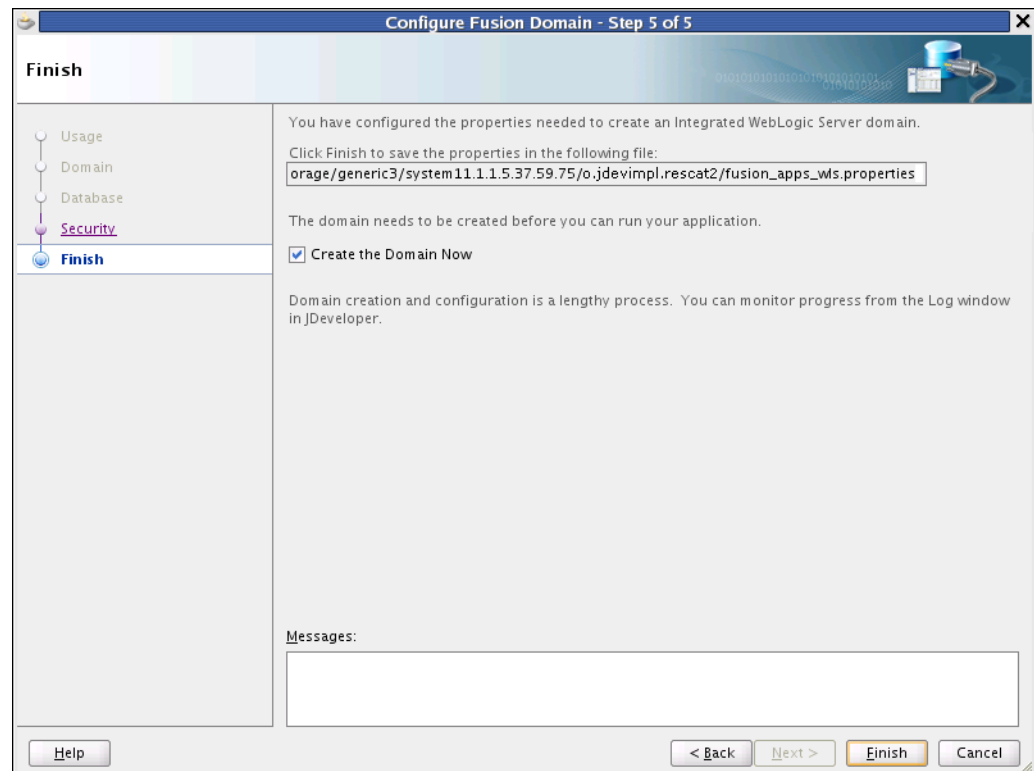 Configure Fusion Domain - Step 5 of 5
Finish
Usage
Domain
Database
Security
Finish
You have configured the properties needed to create an Integrated WebLogic Server domain.
Click Finish to save the properties in the following file:
orage/generic3/system11.1.1.5.37.59.75/o.jdevimpl.rescat2/fusion_apps_wls.properties
The domain needs to be created before you can run your application.
Create the Domain Now
Domain creation and configuration is a lengthy process. You can monitor progress from the Log window
in JDeveloper.
Messages:
Help
< Back
Next >
Finish
Cancel